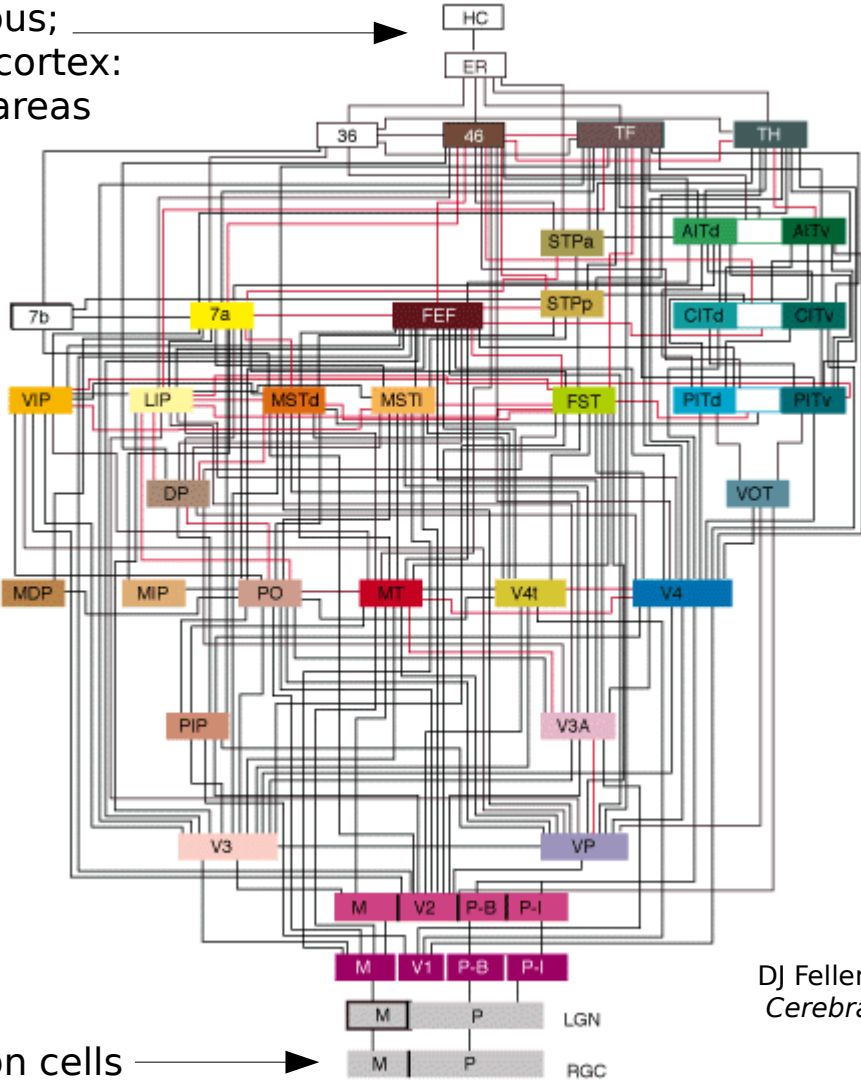 ous;
cortex:
areas
HC
ER
36 46 TF TH
STPa AITd AITv
7b 7a FEF STPp CITd CITv
VIP LIP MSTd MSTl FST PITd PITv
DP VOT
MDP MIP PO MT V4t V4
PIP V3A
V3 VP
M V2 P-B P-I
M V1 P-B P-I
M P LGN
M P RGC
DJ Feller
Cerebra
on cells